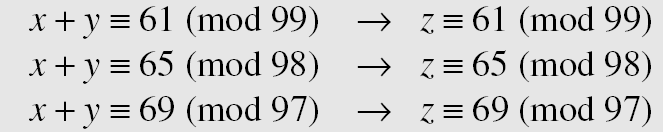 x + y ≡ 61 (mod 99) → z ≡ 61 (mod 99)
x + y ≡ 65 (mod 98) → z ≡ 65 (mod 98)
x + y ≡ 69 (mod 97) → z ≡ 69 (mod 97)